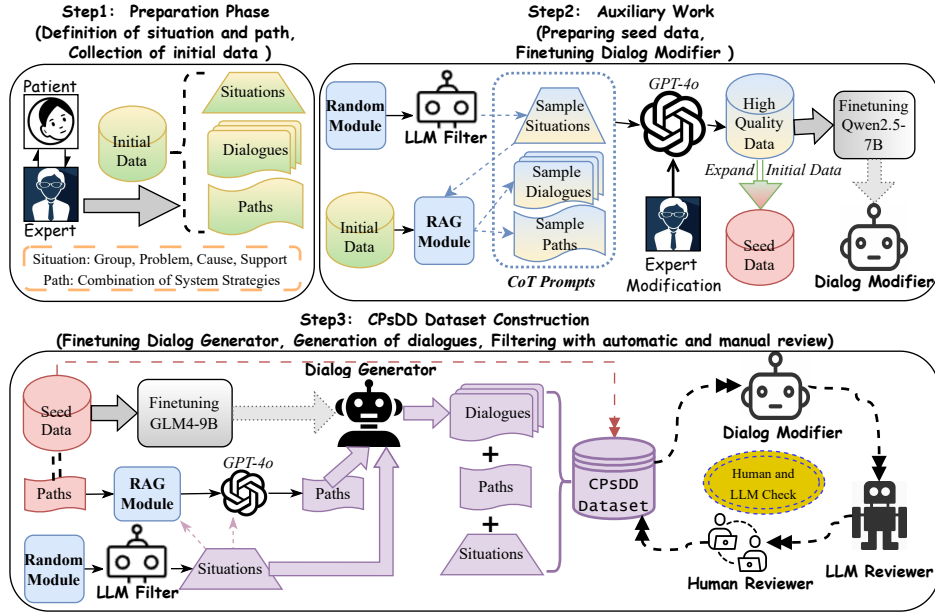 Step1: Preparation Phase
(Definition of situation and path,
Collection of initial data )
Patient
Expert
Initial
Data
Situations
Dialogues
Paths
Situation: Group, Problem, Cause, Support
Path: Combination of System Strategies
Step2: Auxiliary Work
(Preparing seed data,
Finetuning Dialog Modifier )
Random
Module
LLM Filter
Sample
Situations
Sample
Dialogues
Sample
Paths
CoT Prompts
Initial
Data
RAG
Module
GPT-4o
Expert
Modification
High
Quality
Data
Expand Initial Data
Seed
Data
Finetuning
Qwen2.5-
7B
Dialog Modifier
Step3: CPsDD Dataset Construction
(Finetuning Dialog Generator, Generation of dialogues, Filtering with automatic and manual review)
Seed
Data
Finetuning
GLM4-9B
Dialog Generator
Paths
RAG
Module
GPT-4o
Paths
Random
Module
LLM Filter
Situations
Dialogues
+
Paths
+
Situations
CPsDD
Dataset
Dialog Modifier
Human and
LLM Check
Human Reviewer
LLM Reviewer